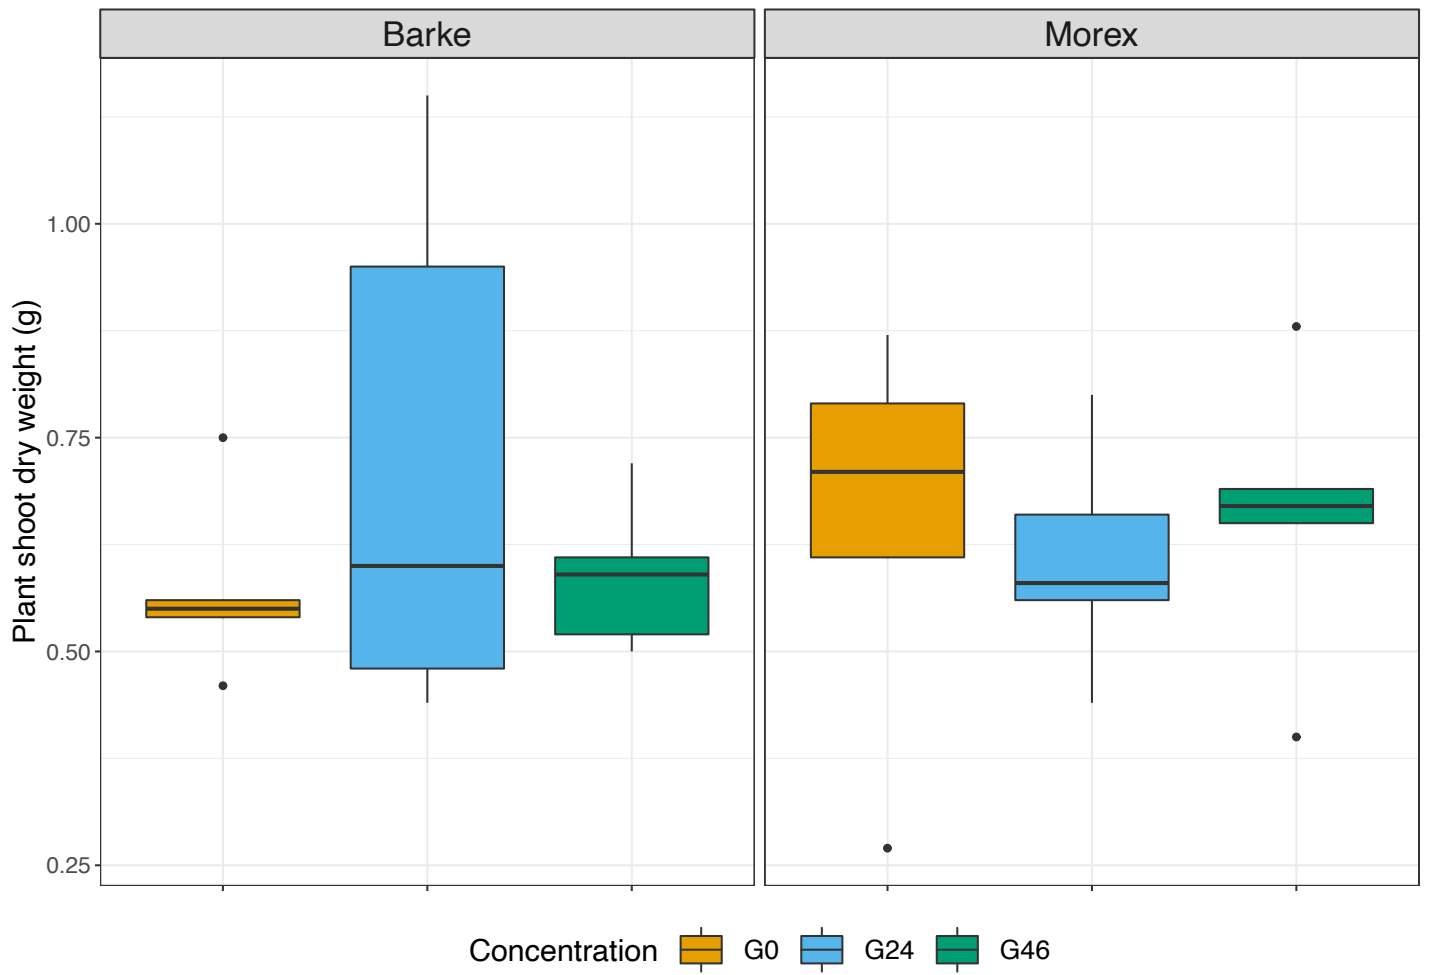 Barke
Morex
Plant shoot dry weight (g)
1.00
0.75
0.50
0.25
Concentration G0 G24 G46